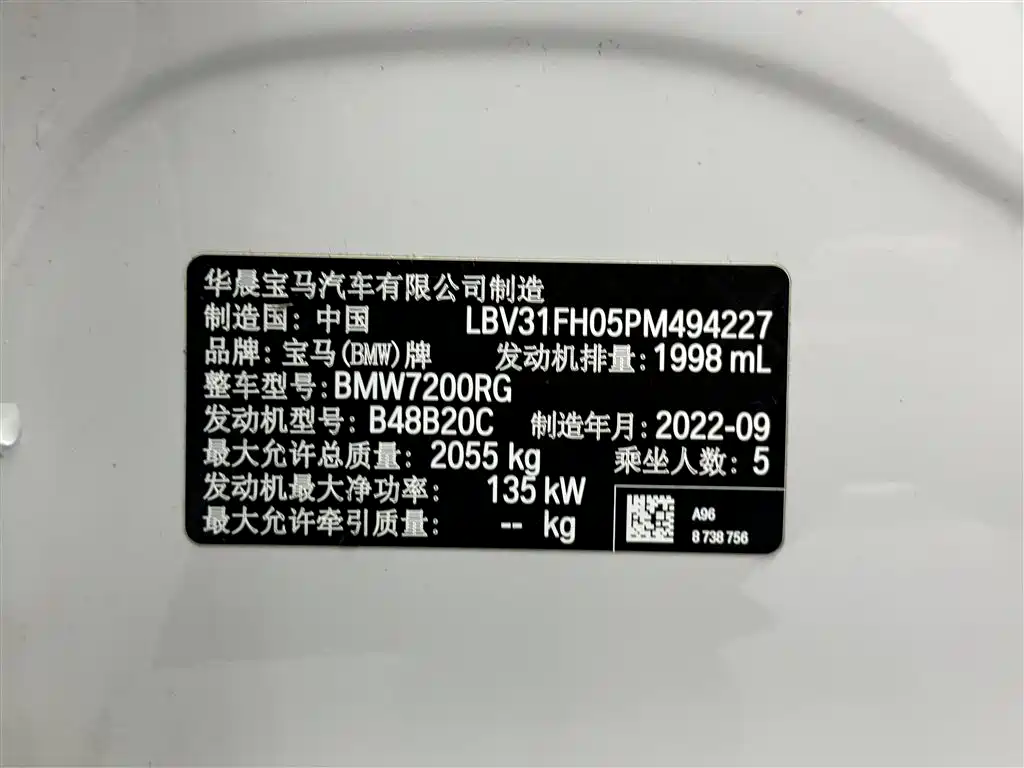 华晨宝马汽车有限公司制造
制造国：中国 LBV31FH05PM494227
品牌：宝马(BMW)牌 发动机排量：1998 mL
整车型号：BMW7200RG
发动机型号：B48B20C 制造年月：2022-09
最大允许总质量：2055 kg 乘坐人数：5
发动机最大净功率：135 kW
最大允许牵引质量：-- kg
A96
8 738 756